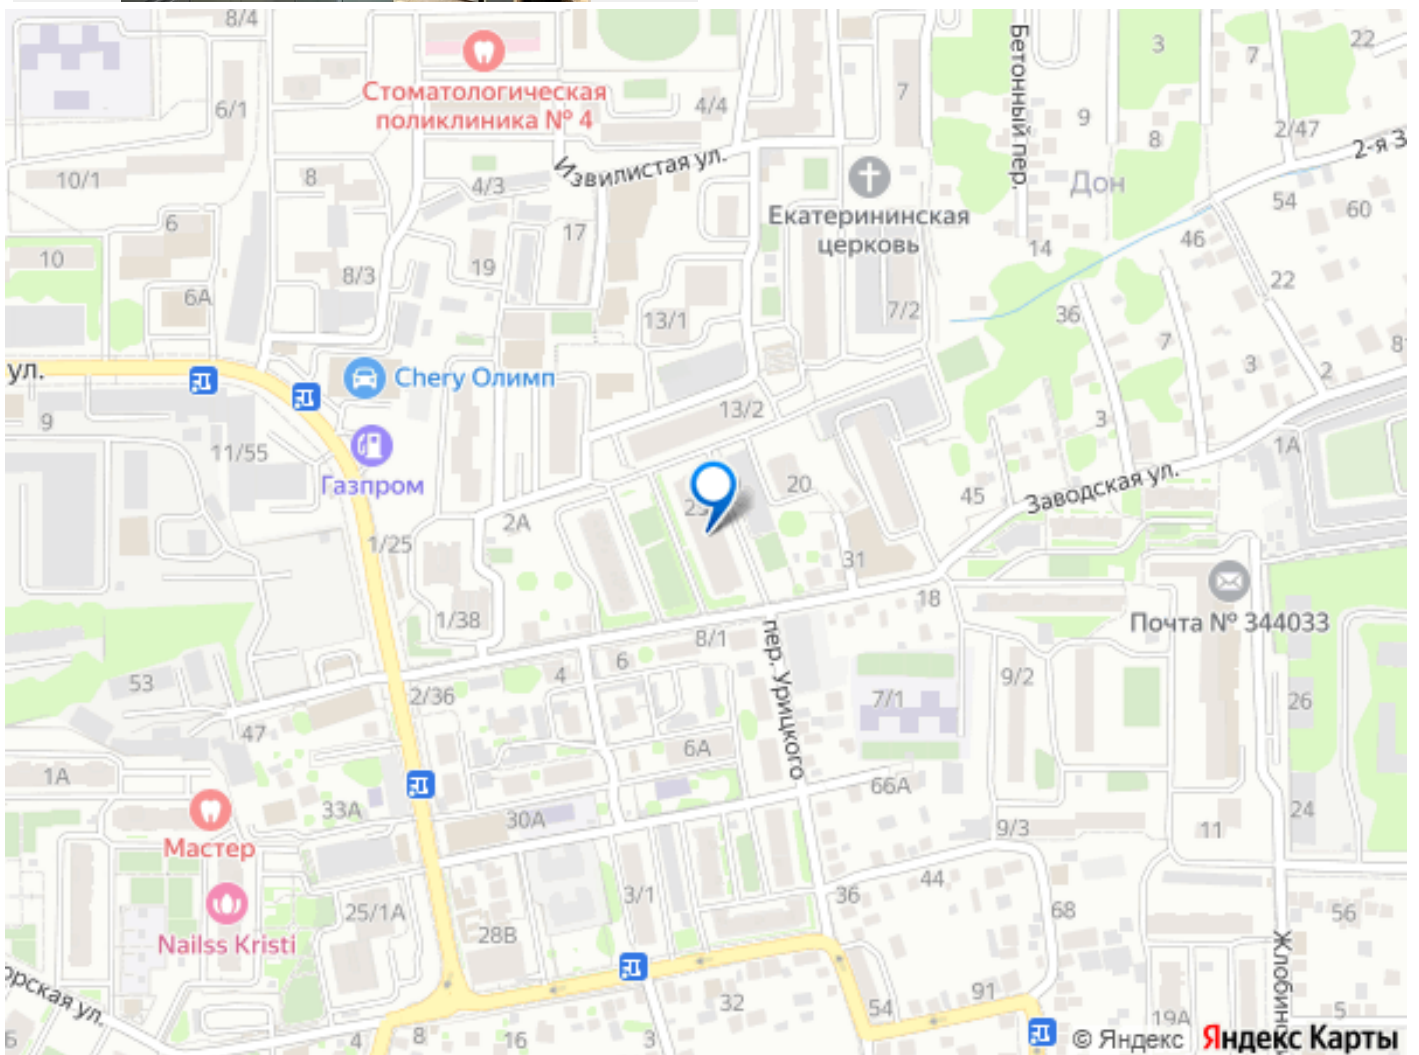 8/4
Стоматологическая
поликлиника № 4
6/1
4/4
7
Бетонный пер.
3
7
22
9
8
2/47
2-я З
Извилистая ул.
10/1
8
4/3
Екатерининская
церковь
Дон
54
60
6
17
14
46
10
8/3
19
22
6А
13/1
7/2
36
7
ул.
Chery Олимп
3
2
8
9
13/2
3
11/55
Газпром
1А
20
45
Заводская ул.
2А
1/25
31
18
Почта № 344033
1/38
8/1
пер. Урицкого
6
4
53
2/36
9/2
7/1
26
47
6А
1А
66А
33А
30А
24
Мастер
9/3
11
3/1
36
44
25/1А
68
56
Nailss Kristi
28В
Жлобинс
орская ул.
32
54
91
19А
5
6
4
8
16
3
© Яндекс
Яндекс Карты